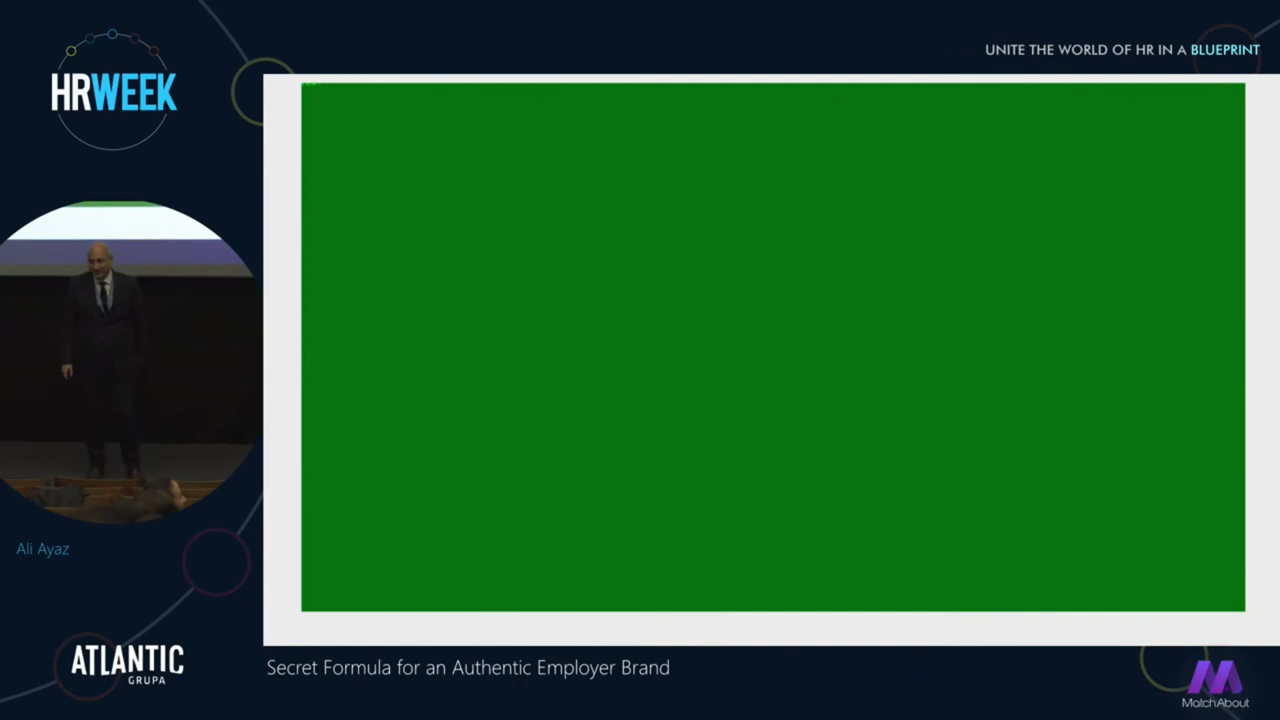 HRWEEK
UNITE THE WORLD OF HR IN A BLUEPRINT
Ali Ayaz
ATLANTIC
GRUPA
Secret Formula for an Authentic Employer Brand
MatchAbout